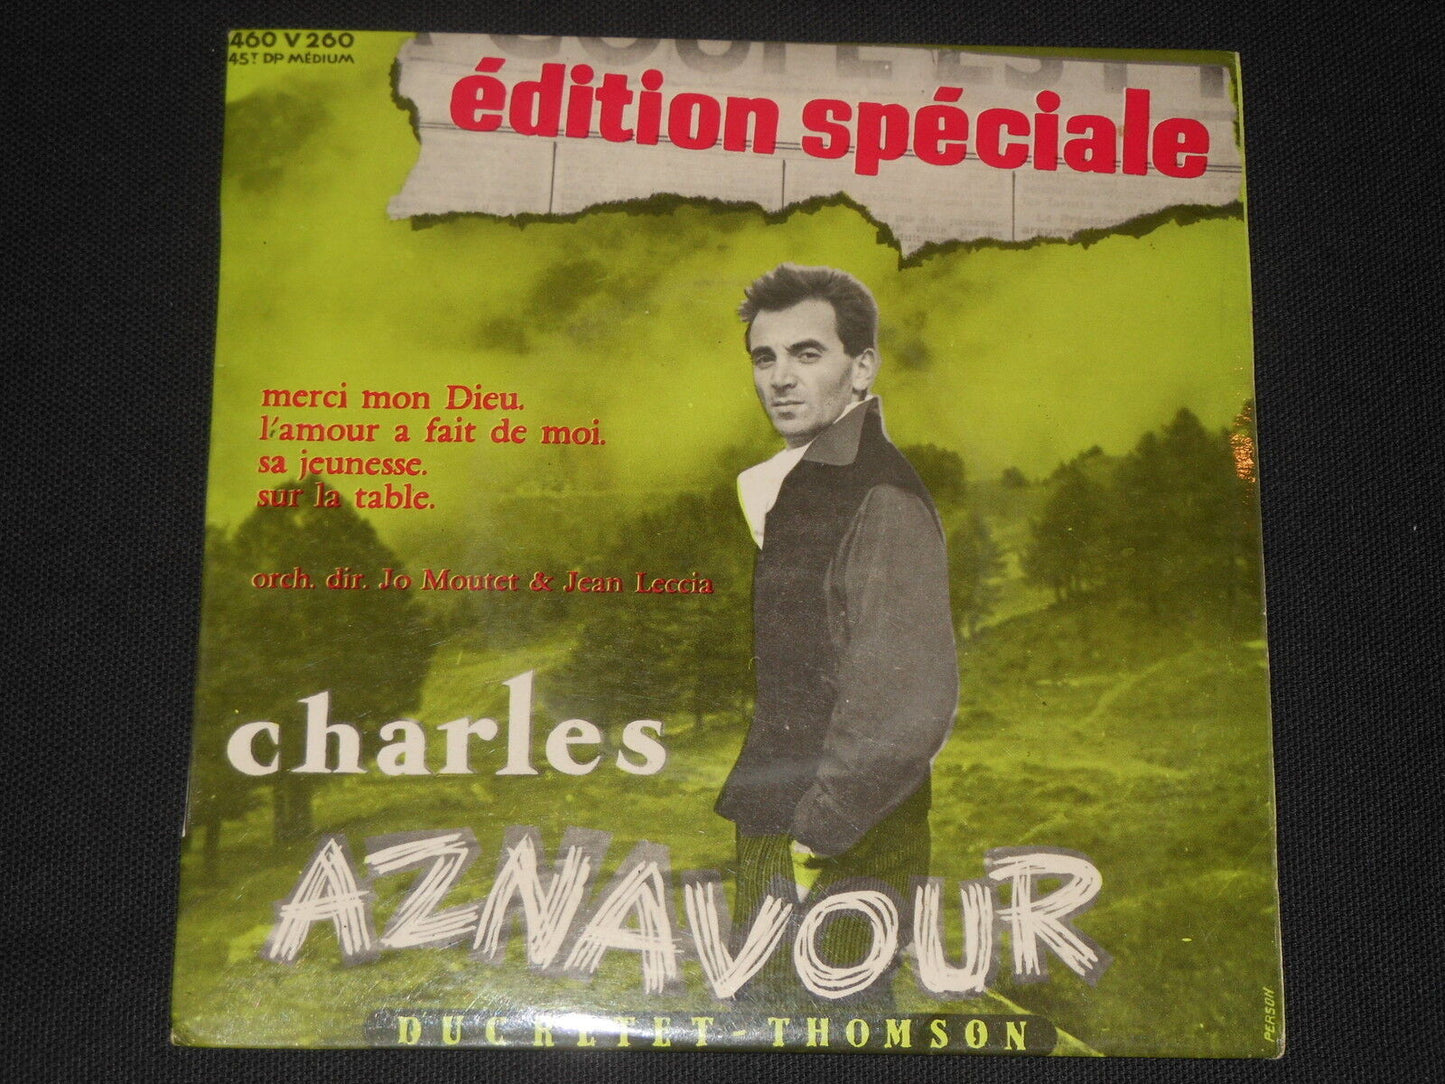 460 V 260
45T DP MÉDIUM
édition spéciale
merci mon Dieu.
l'amour a fait de moi.
sa jeunesse.
sur la table.
orch. dir. Jo Moutet & Jean Leccia
charles
AZNAVOUR
DUCRETET-THOMSON
PERSON